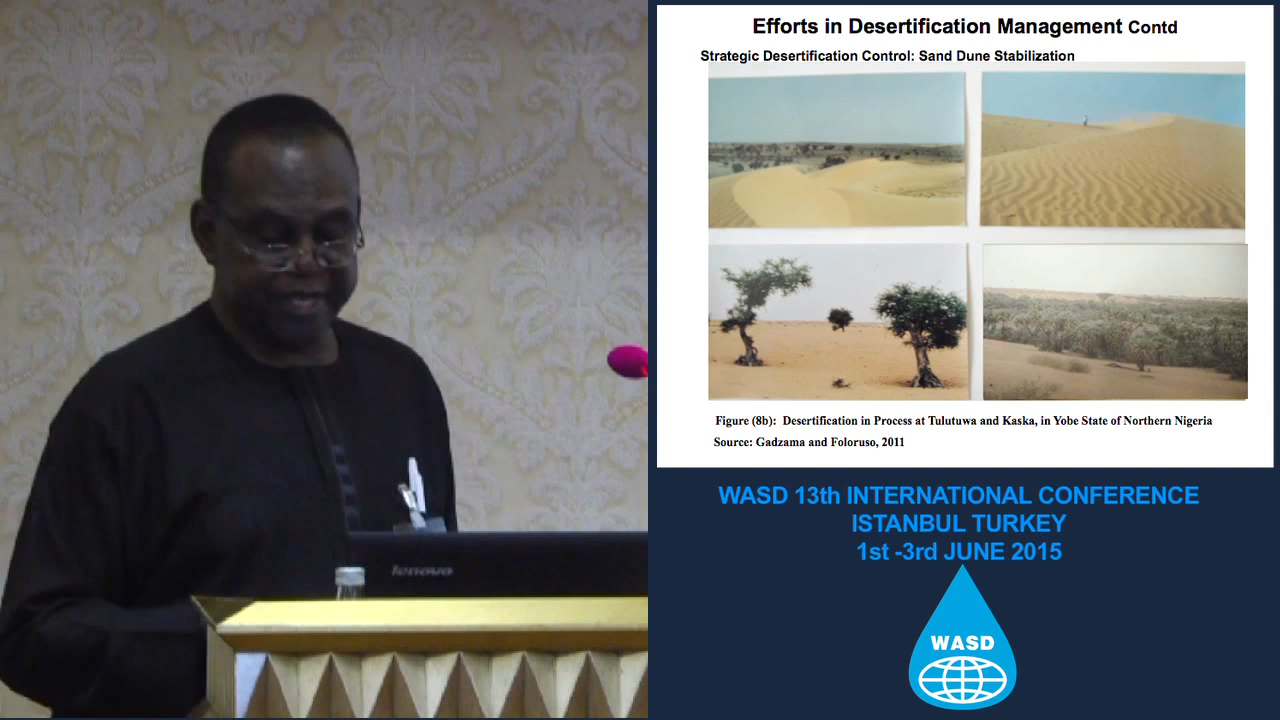 Efforts in Desertification Management Contd
Strategic Desertification Control: Sand Dune Stabilization
Figure (8b): Desertification in Process at Tulutuwa and Kaska, in Yobe State of Northern Nigeria
Source: Gadzama and Foloruso, 2011
lenovo
WASD 13th INTERNATIONAL CONFERENCE
ISTANBUL TURKEY
1st -3rd JUNE 2015
WASD